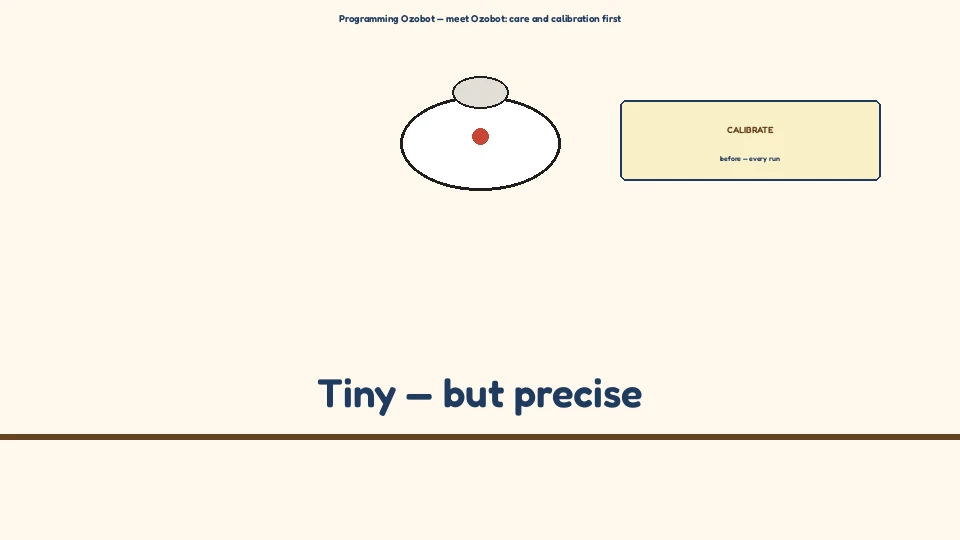 Programming Ozobot — meet Ozobot: care and calibration first
CALIBRATE
before — every run
Tiny — but precise